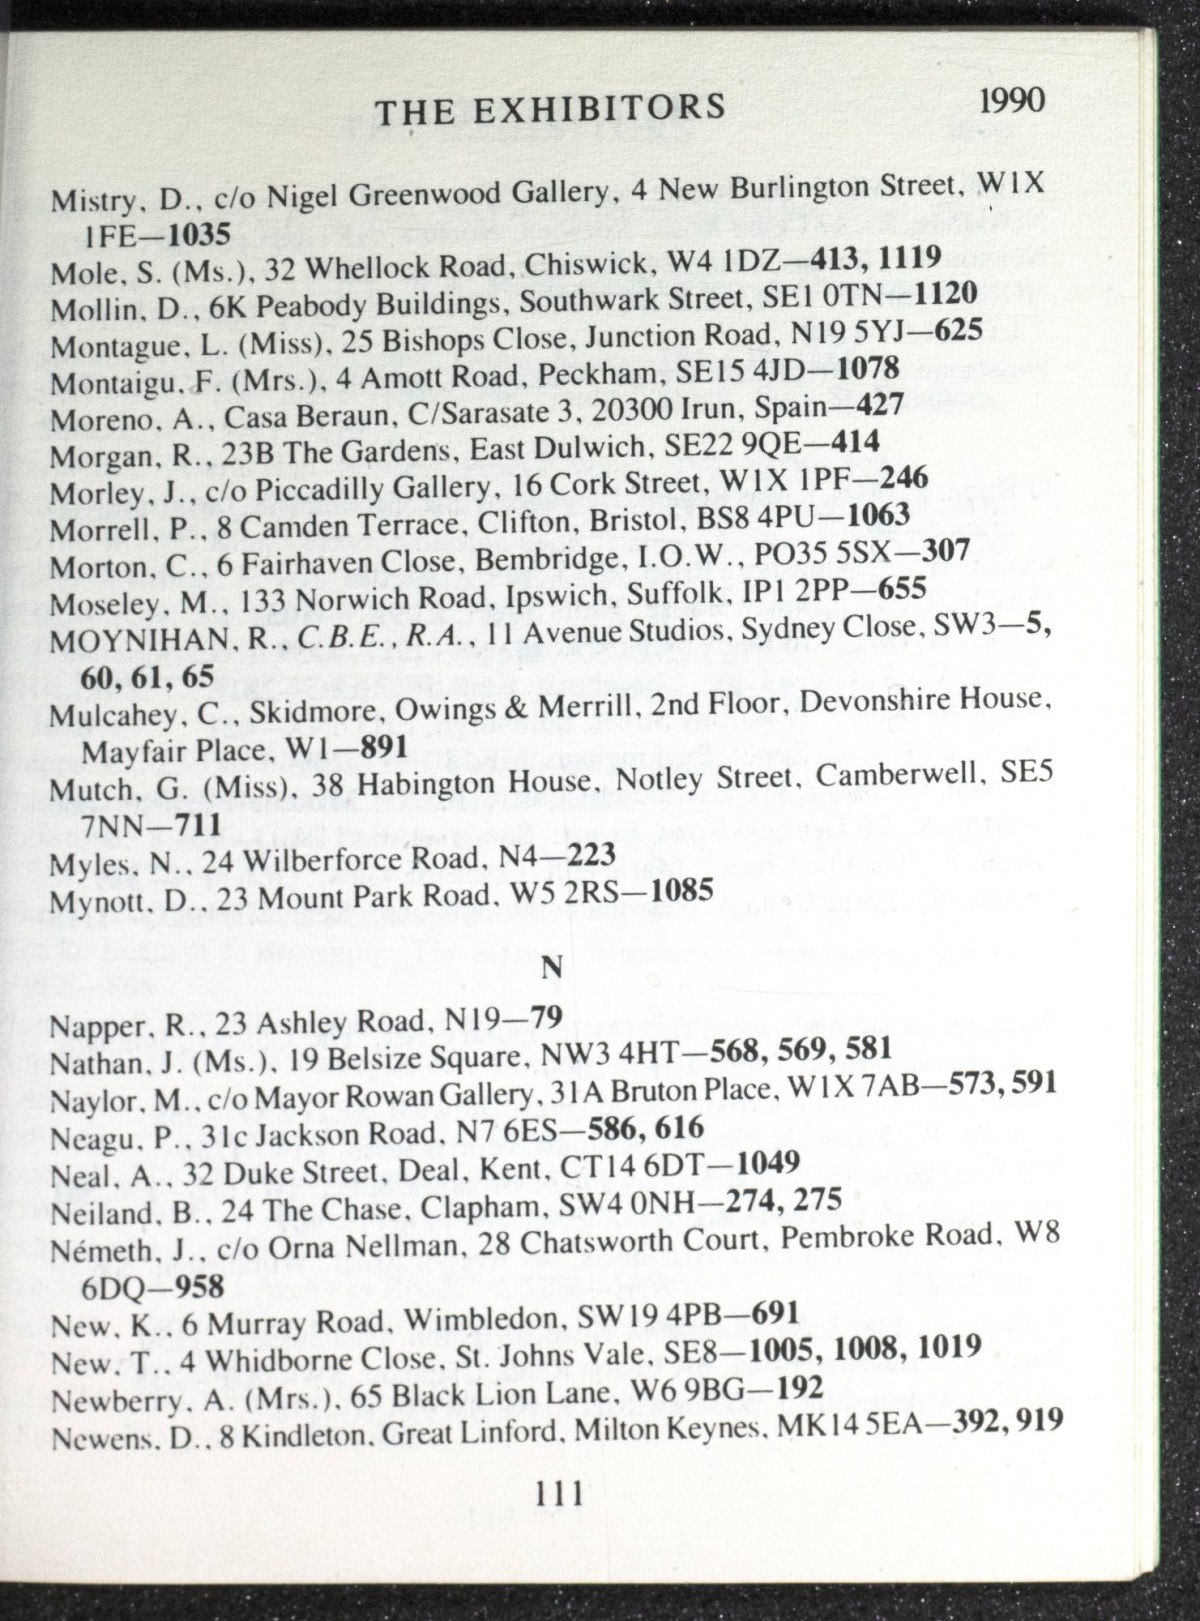 THE EXHIBITORS 1990
Mistry, D., c/o Nigel Greenwood Gallery, 4 New Burlington Street, W1X
1FE—1035
Mole, S. (Ms.), 32 Whellock Road, Chiswick, W4 1DZ—413, 1119
Mollin, D., 6K Peabody Buildings, Southwark Street, SE1 0TN—1120
Montague, L. (Miss), 25 Bishops Close, Junction Road, N19 5YJ—625
Montaigu, F. (Mrs.), 4 Amott Road, Peckham, SE15 4JD—1078
Moreno, A., Casa Beraun, C/Sarasate 3, 20300 Irun, Spain—427
Morgan, R., 23B The Gardens, East Dulwich, SE22 9QE—414
Morley, J., c/o Piccadilly Gallery, 16 Cork Street, W1X 1PF—246
Morrell, P., 8 Camden Terrace, Clifton, Bristol, BS8 4PU—1063
Morton, C., 6 Fairhaven Close, Bembridge, I.O.W., PO35 5SX—307
Moseley, M., 133 Norwich Road, Ipswich, Suffolk, IP1 2PP—655
MOYNIHAN, R., C.B.E., R.A., 11 Avenue Studios, Sydney Close, SW3—5,
60, 61, 65
Mulcahey, C., Skidmore, Owings & Merrill, 2nd Floor, Devonshire House,
Mayfair Place, W1—891
Mutch, G. (Miss), 38 Habington House, Notley Street, Camberwell, SE5
7NN—711
Myles, N., 24 Wilberforce Road, N4—223
Mynott, D., 23 Mount Park Road, W5 2RS—1085
N
Napper, R., 23 Ashley Road, N19—79
Nathan, J. (Ms.), 19 Belsize Square, NW3 4HT—568, 569, 581
Naylor, M., c/o Mayor Rowan Gallery, 31A Bruton Place, W1X 7AB—573, 591
Neagu, P., 31c Jackson Road, N7 6ES—586, 616
Neal, A., 32 Duke Street, Deal, Kent, CT14 6DT—1049
Neiland, B., 24 The Chase, Clapham, SW4 0NH—274, 275
Németh, J., c/o Orna Nellman, 28 Chatsworth Court, Pembroke Road, W8
6DQ—958
New, K., 6 Murray Road, Wimbledon, SW19 4PB—691
New, T., 4 Whidborne Close, St. Johns Vale, SE8—1005, 1008, 1019
Newberry, A. (Mrs.), 65 Black Lion Lane, W6 9BG—192
Newens, D., 8 Kindleton, Great Linford, Milton Keynes, MK14 5EA—392, 919
111